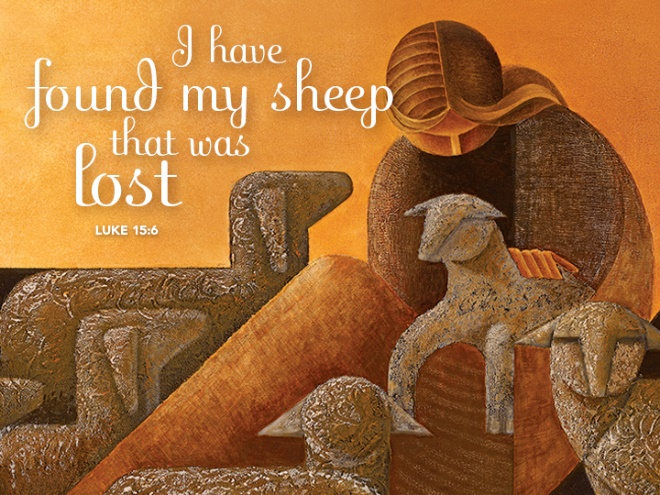 I have
found my sheep
that was
lost
LUKE 15:6